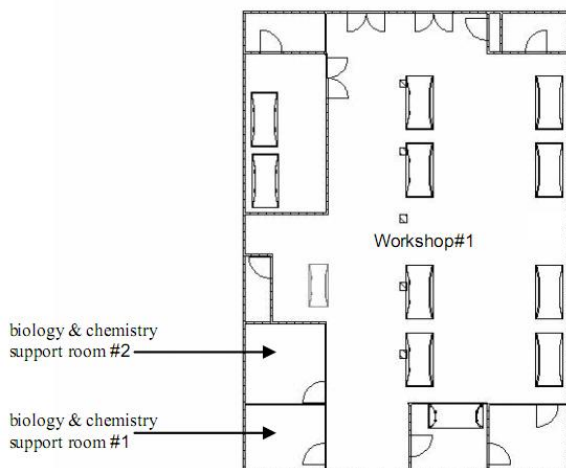 Workshop#1
biology & chemistry
support room #2
biology & chemistry
support room #1